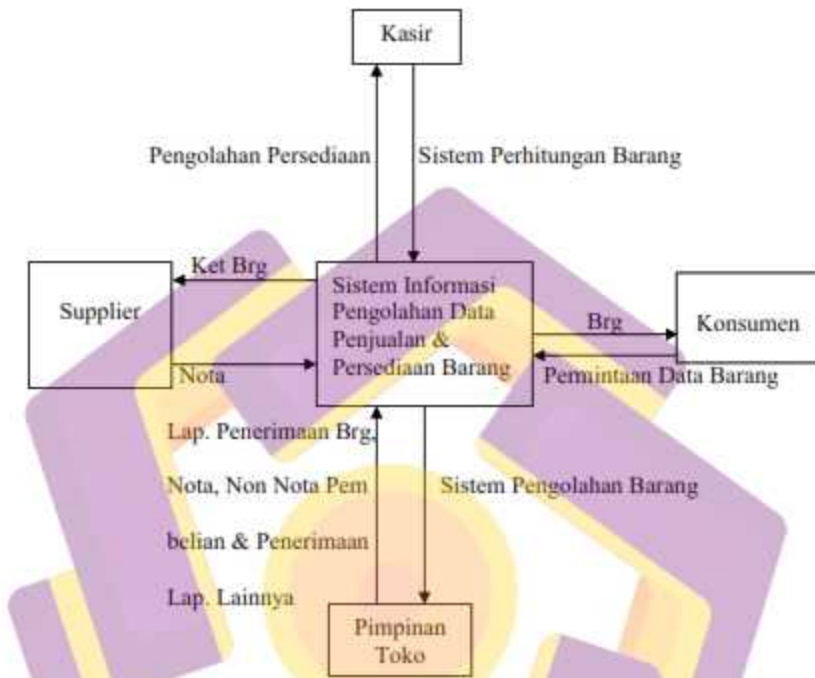 Kasir
Pengolahan Persediaan
Sistem Perhitungan Barang
Ket Brg
Supplier
Nota
Sistem Informasi
Pengolahan Data
Penjualan &
Persediaan Barang
Brg
Konsumen
Permintaan Data Barang
Lap. Penerimaan Brg,
Nota, Non Nota Pem
belian & Penerimaan
Lap. Lainnya
Sistem Pengolahan Barang
Pimpinan
Toko